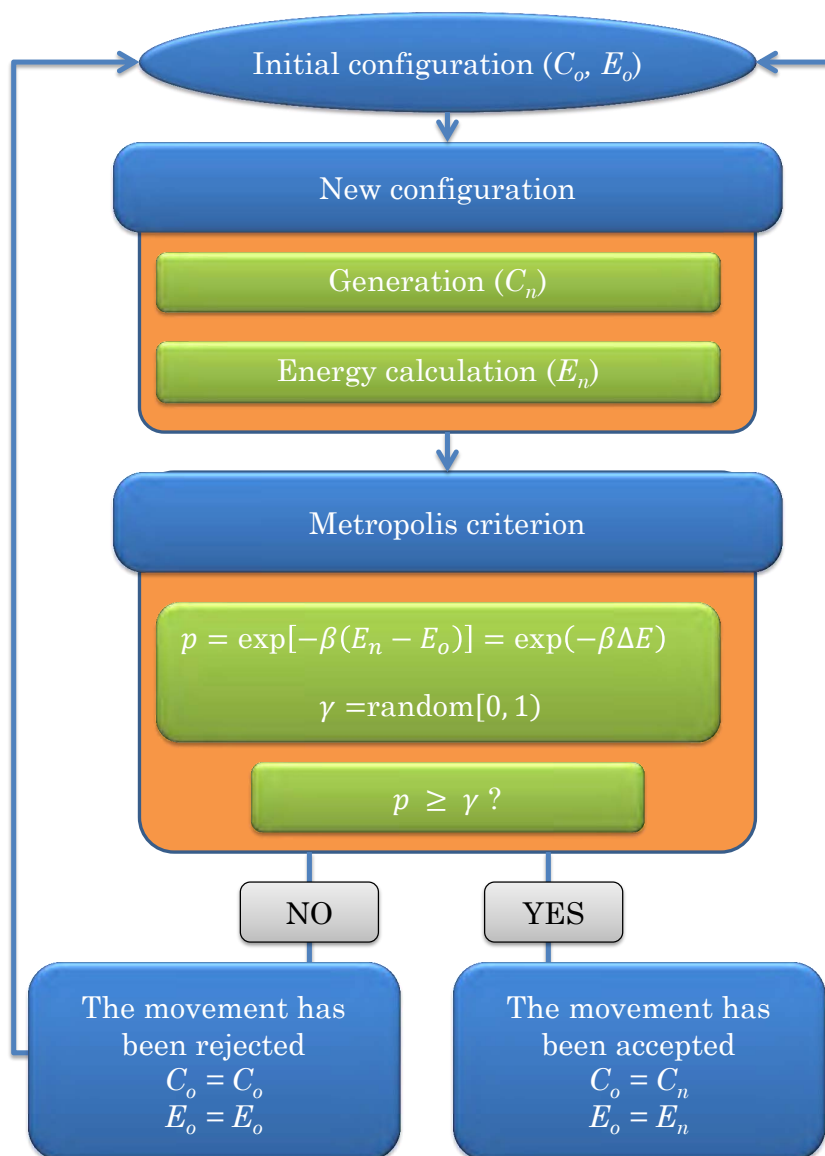 Initial configuration (Cₒ, Eₒ)
New configuration
Generation (Cₙ)
Energy calculation (Eₙ)
Metropolis criterion
𝑝 = exp[−𝛽(𝐸ₙ − 𝐸ₒ)] = exp(−𝛽Δ𝐸)
𝛾 =random[0, 1)
𝑝 ≥ 𝛾 ?
NO
YES
The movement has
been rejected
Cₒ = Cₒ
Eₒ = Eₒ
The movement has
been accepted
Cₒ = Cₙ
Eₒ = Eₙ